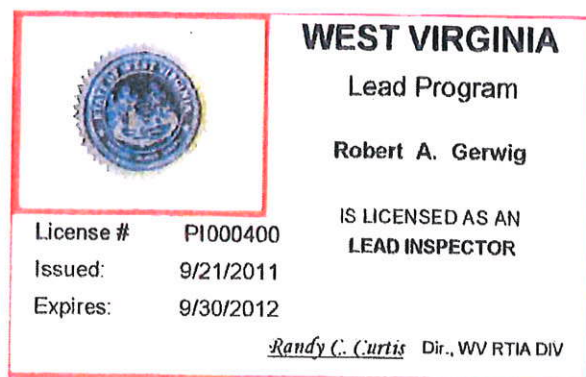 WEST VIRGINIA
Lead Program
Robert A. Gerwig
IS LICENSED AS AN
LEAD INSPECTOR
License # PI000400
Issued: 9/21/2011
Expires: 9/30/2012
Randy C. Curtis Dir., WV RTIA DIV